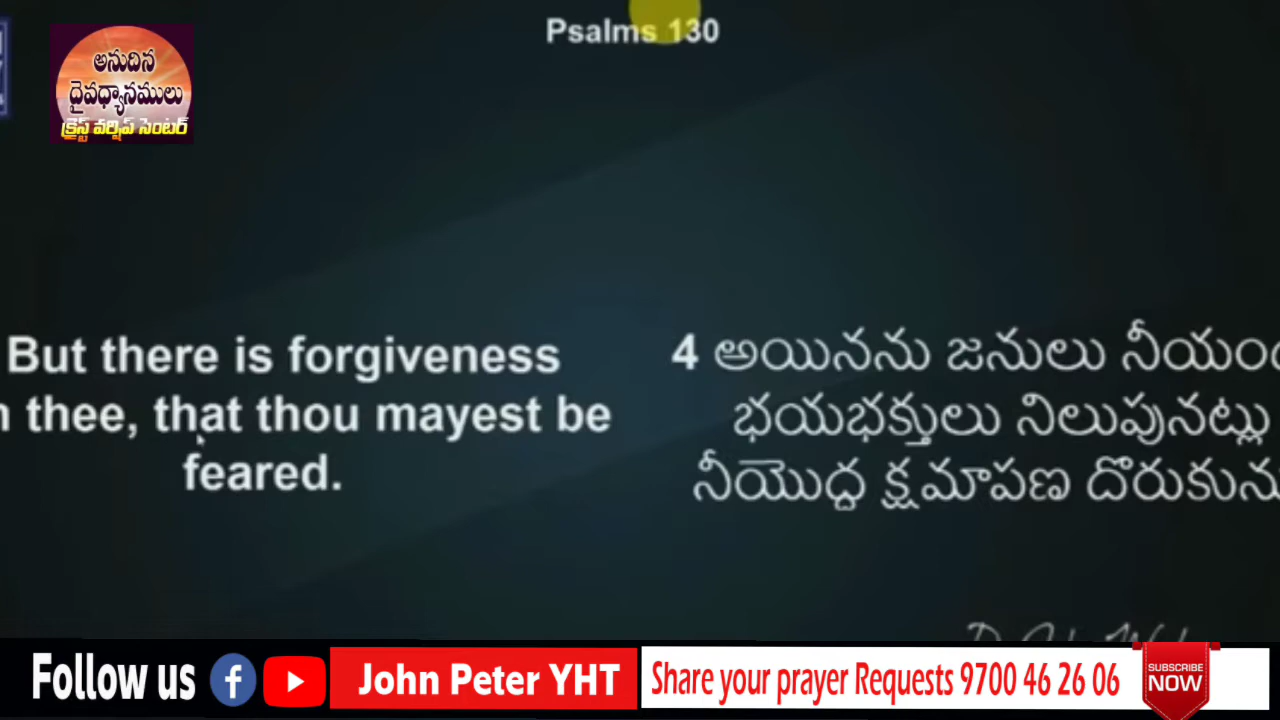 Psalms 130
అనుదిన
దైవధ్యానములు
క్రైస్ట్ వర్షిప్ సెంటర్
But there is forgiveness
thee, that thou mayest be
feared.
4 అయినను జనులు
భయభక్తులు నిలుపునట్లు
నీయొద్ద క్షమాపణ
Follow us
John Peter YHT
Share your prayer Requests 9700 46 26 06
SUBSCRIBE
NOW